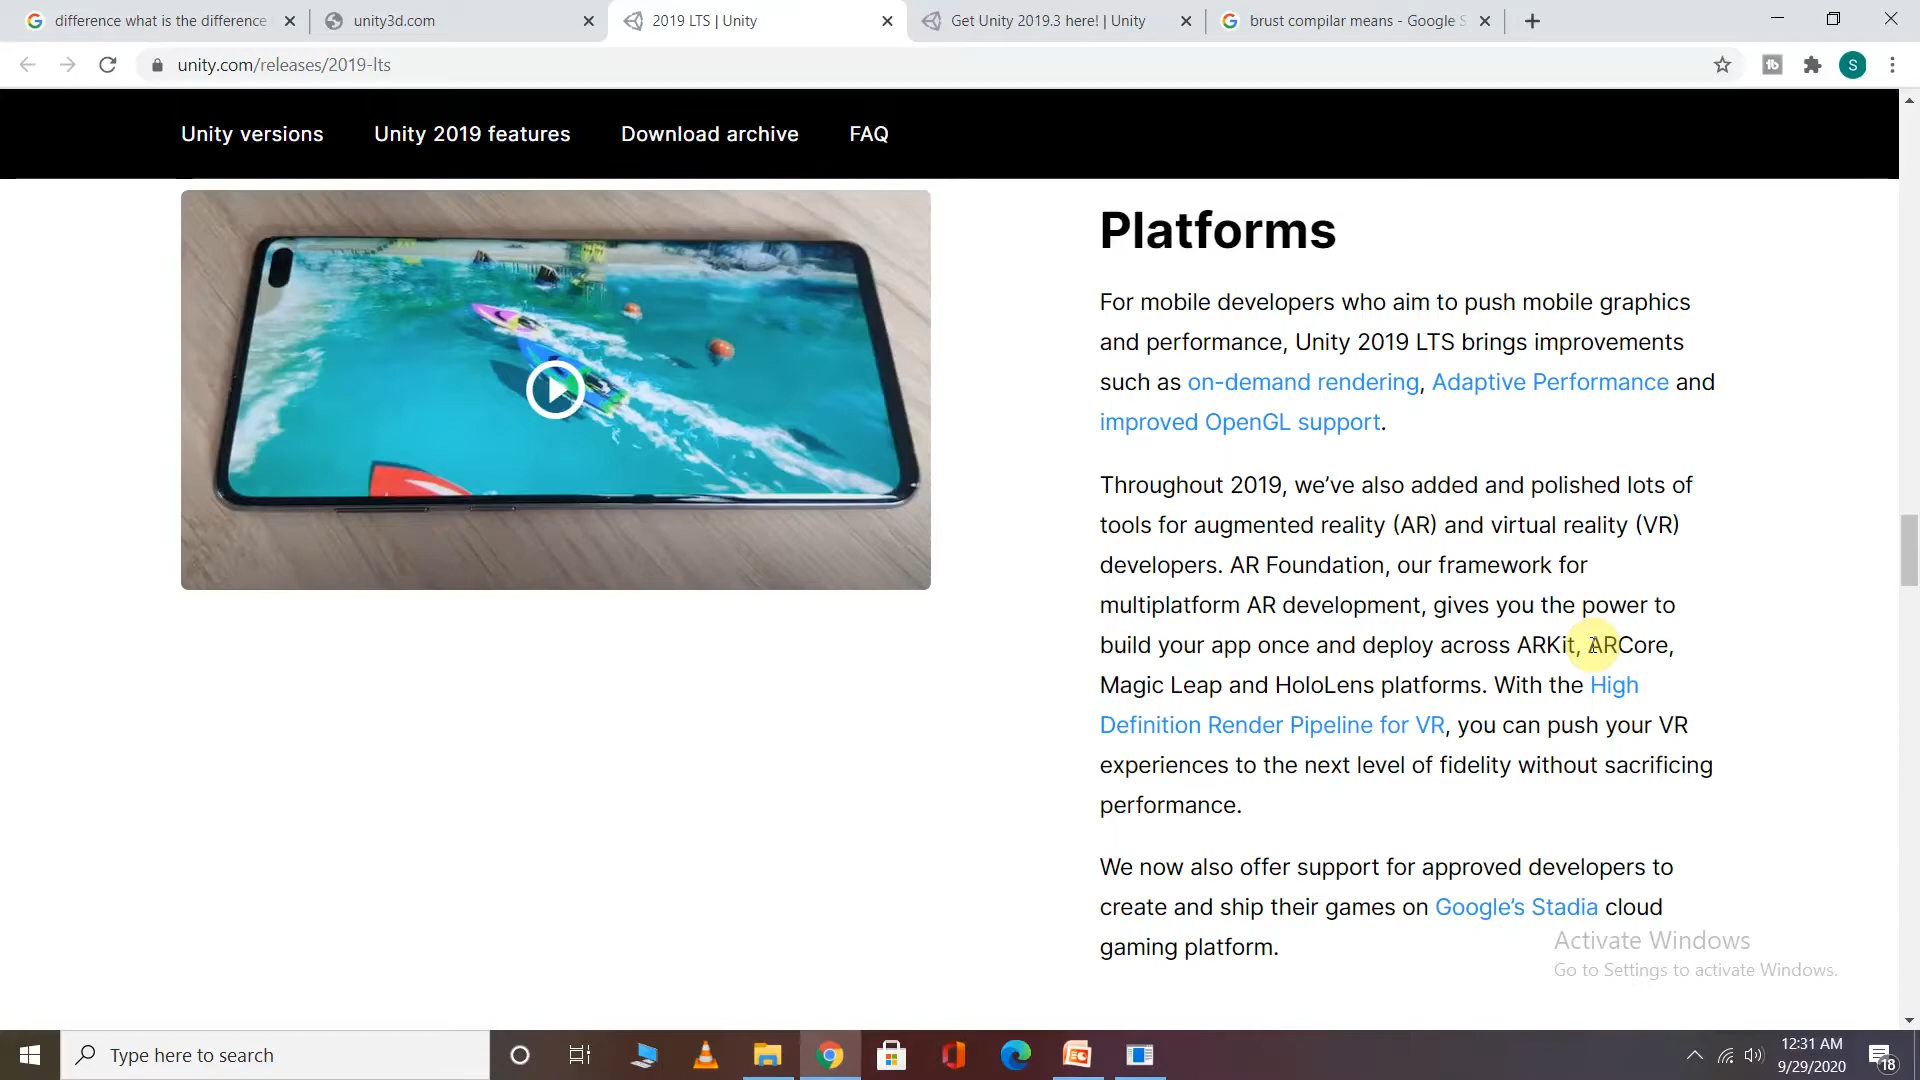 difference what is the difference
unity3d.com
2019 LTS | Unity
Get Unity 2019.3 here! | Unity
brust compilar means - Google S
unity.com/releases/2019-lts
S
Unity versions
Unity 2019 features
Download archive
FAQ
Platforms
For mobile developers who aim to push mobile graphics
and performance, Unity 2019 LTS brings improvements
such as on-demand rendering, Adaptive Performance and
improved OpenGL support.
Throughout 2019, we’ve also added and polished lots of
tools for augmented reality (AR) and virtual reality (VR)
developers. AR Foundation, our framework for
multiplatform AR development, gives you the power to
build your app once and deploy across ARKit, ARCore,
Magic Leap and HoloLens platforms. With the High
Definition Render Pipeline for VR, you can push your VR
experiences to the next level of fidelity without sacrificing
performance.
We now also offer support for approved developers to
create and ship their games on Google’s Stadia cloud
gaming platform.
Activate Windows
Go to Settings to activate Windows.
Type here to search
12:31 AM
9/29/2020
18